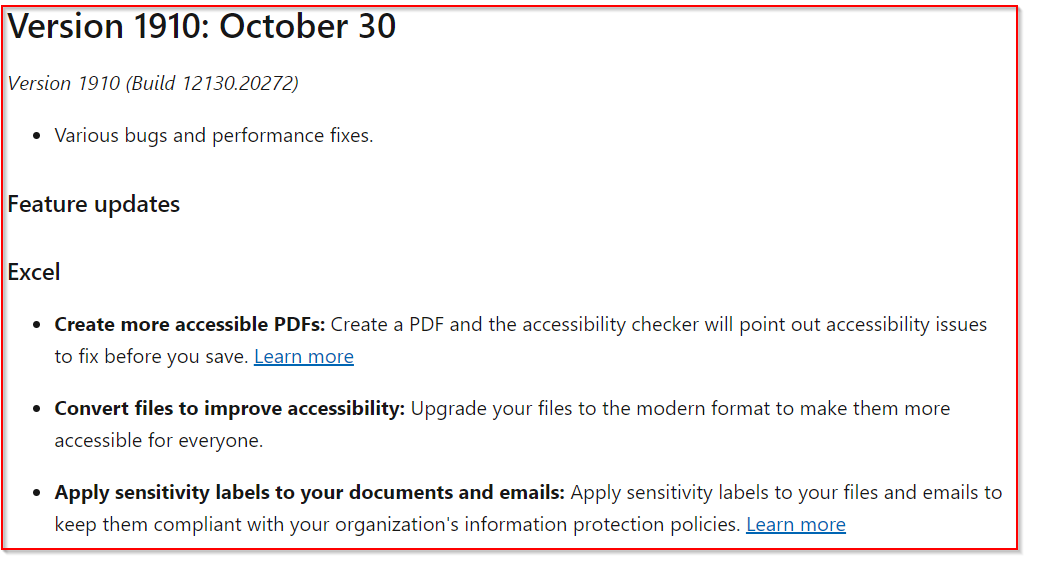 Version 1910: October 30
Version 1910 (Build 12130.20272)
• Various bugs and performance fixes.
Feature updates
Excel
• Create more accessible PDFs: Create a PDF and the accessibility checker will point out accessibility issues
to fix before you save. Learn more
• Convert files to improve accessibility: Upgrade your files to the modern format to make them more
accessible for everyone.
• Apply sensitivity labels to your documents and emails: Apply sensitivity labels to your files and emails to
keep them compliant with your organization's information protection policies. Learn more